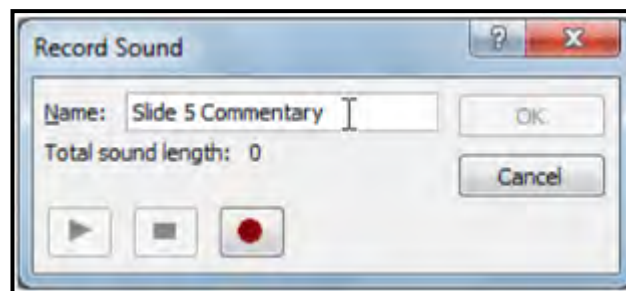 Record Sound
Name: Slide 5 Commentary
OK
Total sound length: 0
Cancel